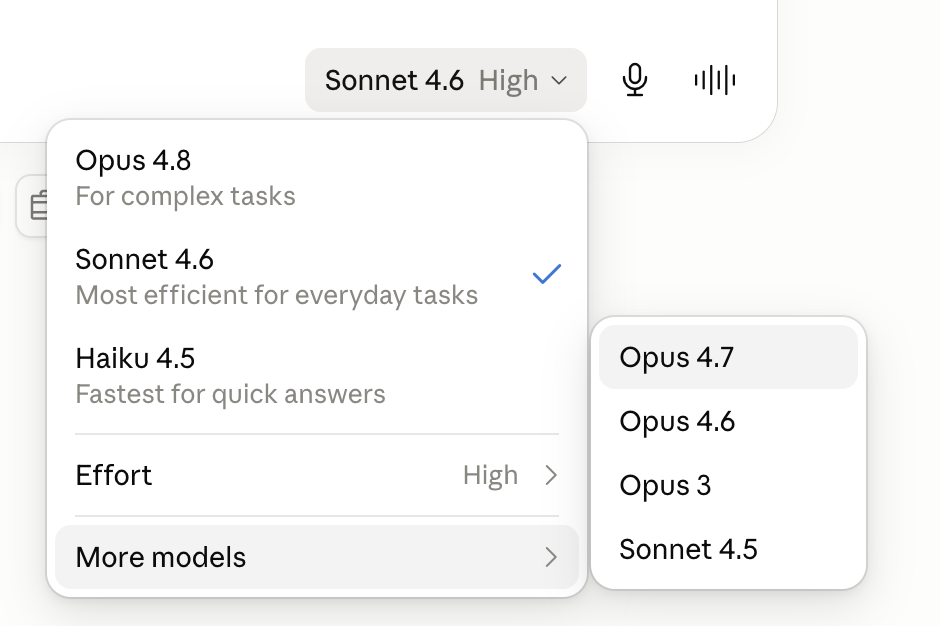 Sonnet 4.6 High
Opus 4.8
For complex tasks
Sonnet 4.6
Most efficient for everyday tasks
Haiku 4.5
Fastest for quick answers
Effort High
More models
Opus 4.7
Opus 4.6
Opus 3
Sonnet 4.5